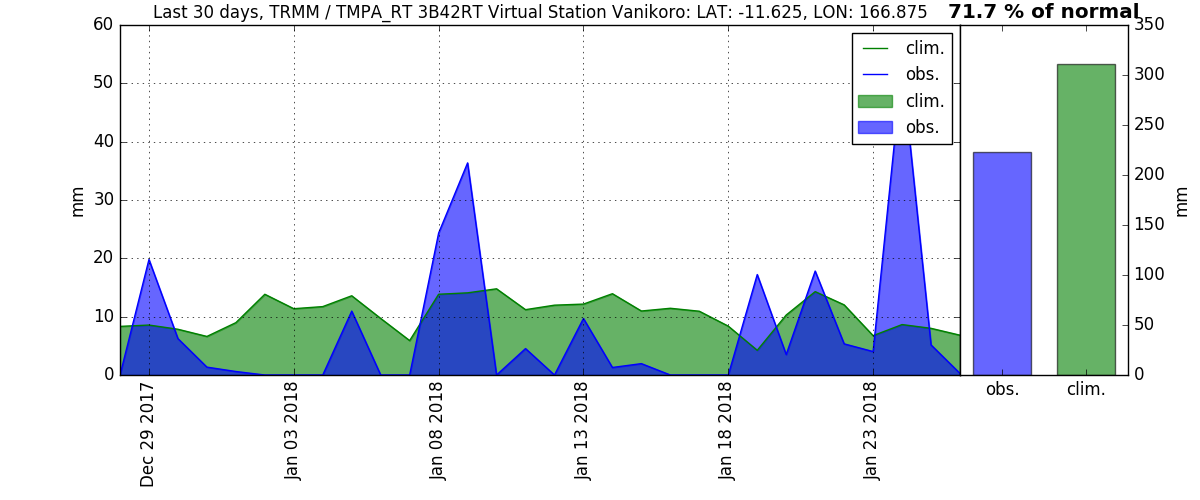 Last 30 days, TRMM / TMPA_RT 3B42RT Virtual Station Vanikoro: LAT: -11.625, LON: 166.875
71.7 % of normal
60
50
40
30
20
10
0
mm
clim.
obs.
clim.
obs.
Dec 29 2017
Jan 03 2018
Jan 08 2018
Jan 13 2018
Jan 18 2018
Jan 23 2018
350
300
250
200
150
100
50
0
mm
obs.
clim.